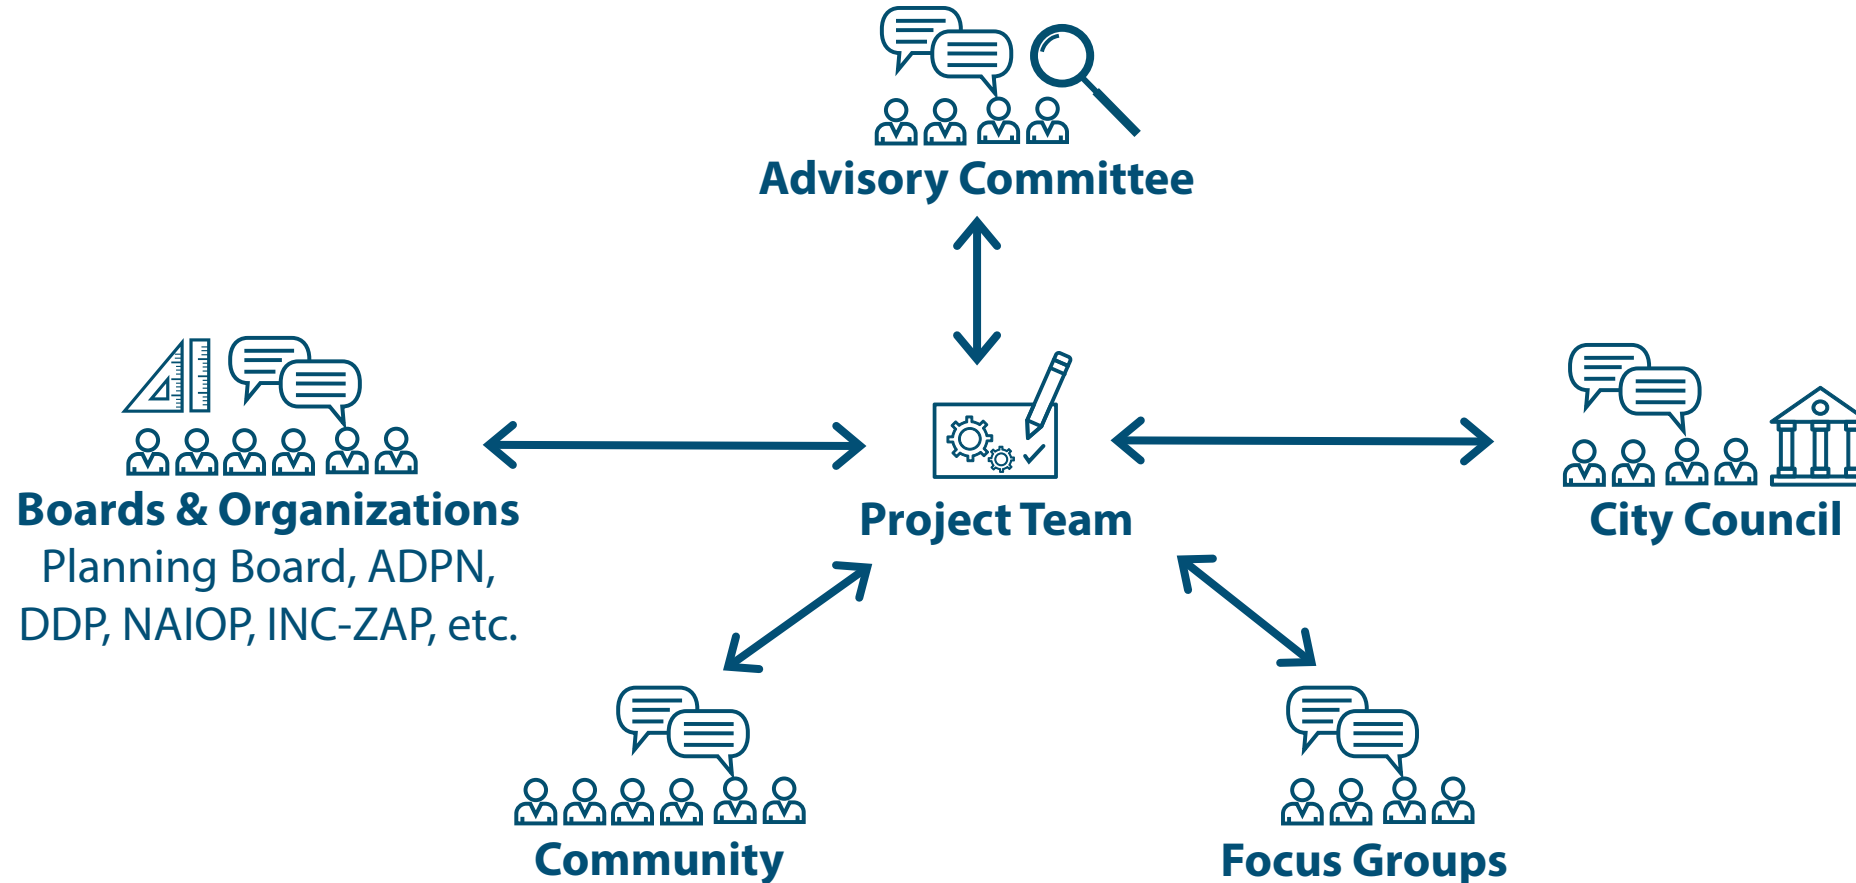 Advisory Committee
Boards & Organizations
Planning Board, ADPN,
DDP, NAIOP, INC-ZAP, etc.
Project Team
City Council
Community
Focus Groups